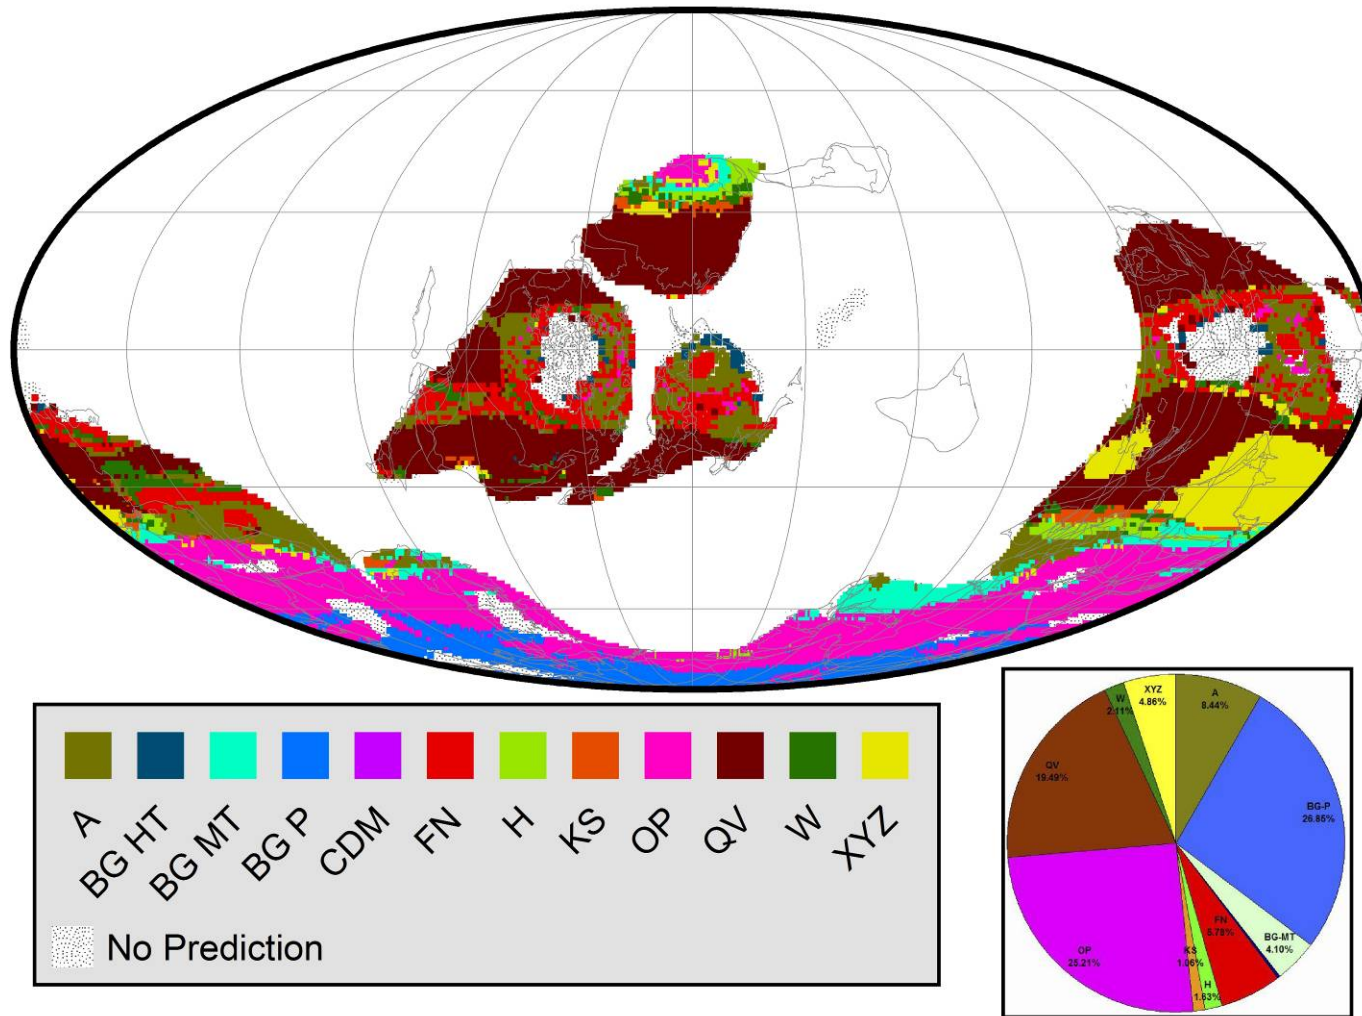 A
BG HT
BG MT
BG P
CDM
FN
H
KS
OP
QV
W
XYZ
No Prediction
XYZ
4.86%
A
8.44%
W
2.11%
QV
19.49%
BG-P
26.85%
FN
5.78%
BG-MT
4.10%
KS
1.06%
OP
25.21%
H
1.63%